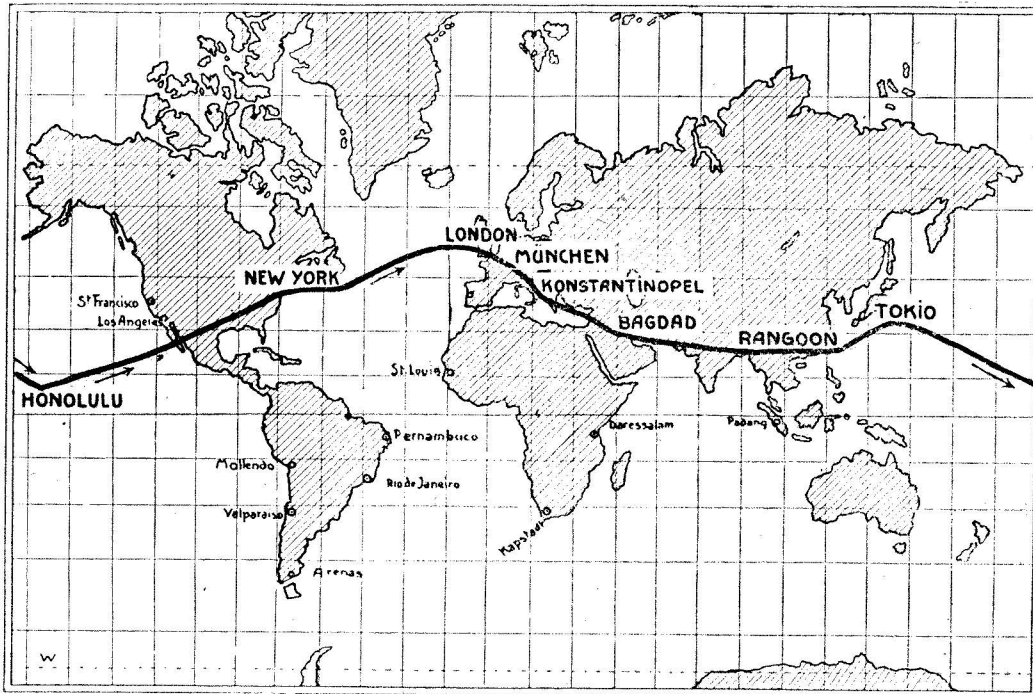 LONDON
MÜNCHEN
NEW YORK
KONSTANTINOPEL
St Francisco
Los Angelas
BAGDAD
TOKIO
RANGOON
HONOLULU
St. Louis
Pernambuco
Daressalam
Padang
Mollendo
Rio de Janeiro
Valparaiso
Kapstadt
Arenas
W